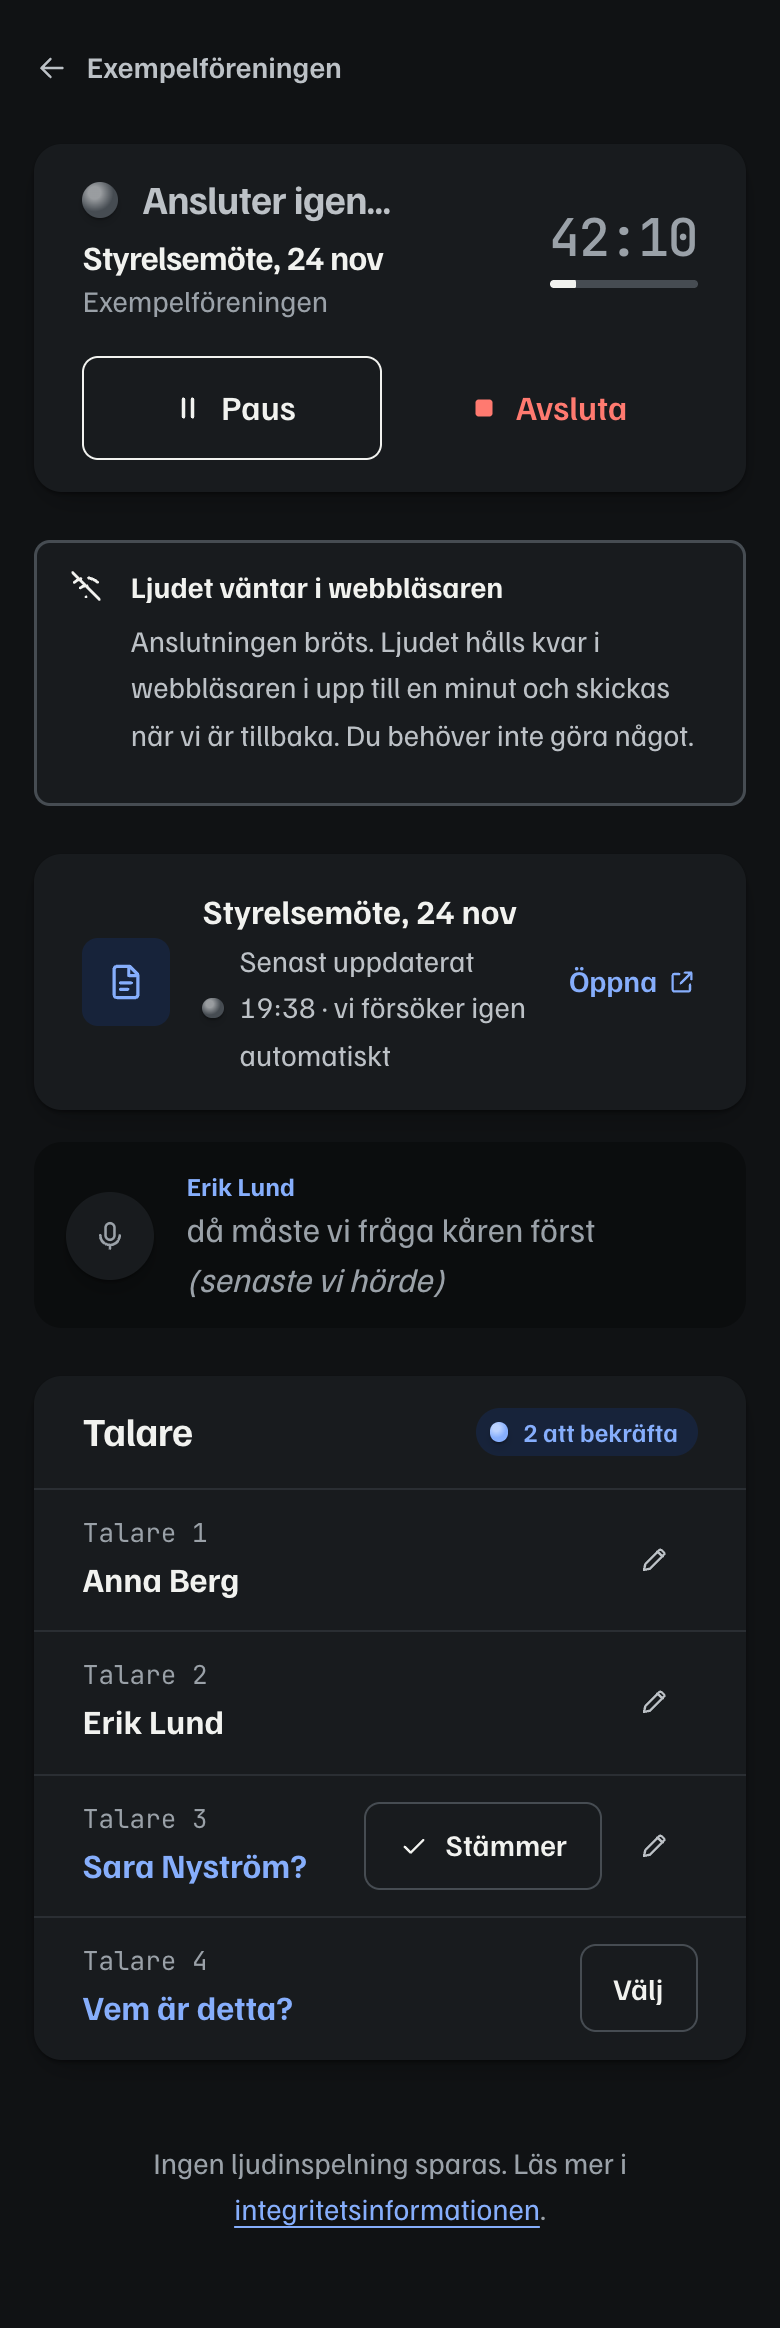 Exempelföreningen
Ansluter igen...
Styrelsemöte, 24 nov
Exempelföreningen
42:10
Paus
Avsluta
Ljudet väntar i webbläsaren
Anslutningen bröts. Ljudet hålls kvar i
webbläsaren i upp till en minut och skickas
när vi är tillbaka. Du behöver inte göra något.
Styrelsemöte, 24 nov
Senast uppdaterat
19:38 · vi försöker igen
automatiskt
Öppna
Erik Lund
då måste vi fråga kåren först
(senaste vi hörde)
Talare
2 att bekräfta
Talare 1
Anna Berg
Talare 2
Erik Lund
Talare 3
Sara Nyström?
Stämmer
Talare 4
Vem är detta?
Välj
Ingen ljudinspelning sparas. Läs mer i
integritetsinformationen.